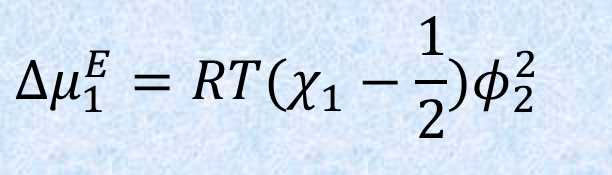 Δμ₁ᴱ = RT(χ₁ − 1/2)ϕ₂²